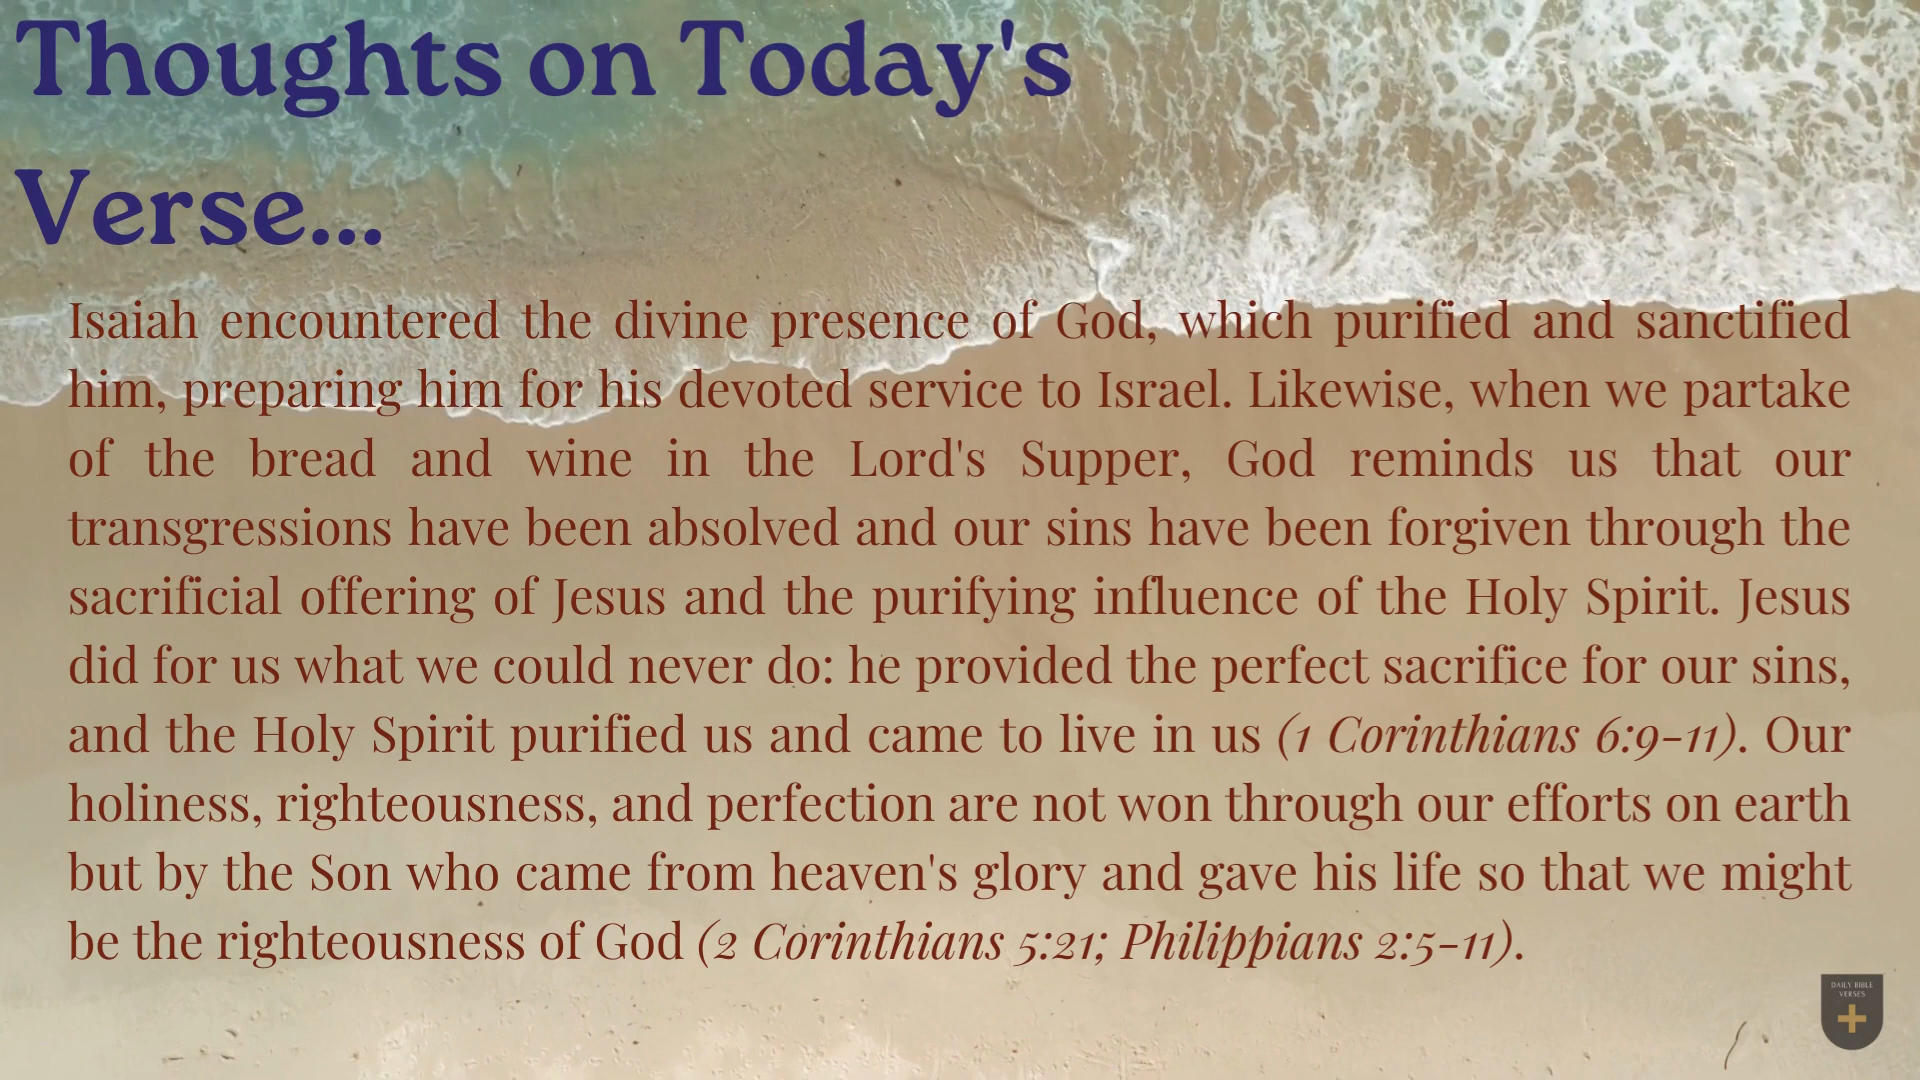 Thoughts on Today's
Verse...
Isaiah encountered the divine presence of God, which purified and sanctified
him, preparing him for his devoted service to Israel. Likewise, when we partake
of the bread and wine in the Lord's Supper, God reminds us that our
transgressions have been absolved and our sins have been forgiven through the
sacrificial offering of Jesus and the purifying influence of the Holy Spirit. Jesus
did for us what we could never do: he provided the perfect sacrifice for our sins,
and the Holy Spirit purified us and came to live in us (1 Corinthians 6:9-11). Our
holiness, righteousness, and perfection are not won through our efforts on earth
but by the Son who came from heaven's glory and gave his life so that we might
be the righteousness of God (2 Corinthians 5:21; Philippians 2:5-11).
DAILY BIBLE
VERSES